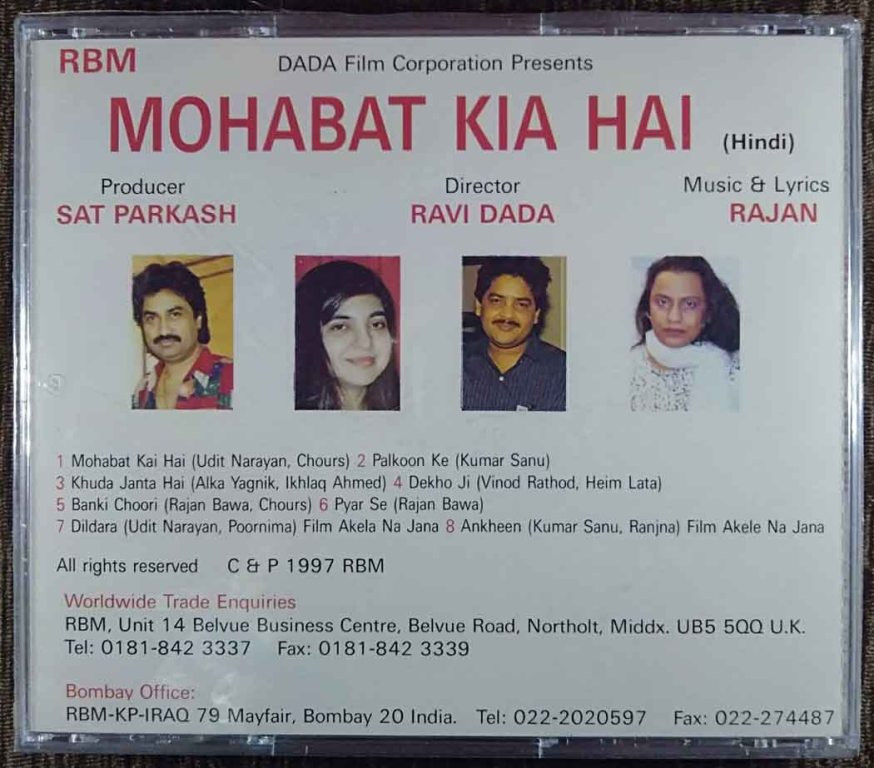 RBM DADA Film Corporation Presents
MOHABAT KIA HAI (Hindi)
Producer Director Music & Lyrics
SAT PARKASH RAVI DADA RAJAN
1 Mohabat Kai Hai (Udit Narayan, Chours) 2 Palkoon Ke (Kumar Sanu)
3 Khuda Janta Hai (Alka Yagnik, Ikhlaq Ahmed) 4 Dekho Ji (Vinod Rathod, Heim Lata)
5 Banki Choori (Rajan Bawa, Chours) 6 Pyar Se (Rajan Bawa)
7 Dildara (Udit Narayan, Poornima) Film Akela Na Jana 8 Ankheen (Kumar Sanu, Ranjna) Film Akele Na Jana
All rights reserved C & P 1997 RBM
Worldwide Trade Enquiries
RBM, Unit 14 Belvue Business Centre, Belvue Road, Northolt, Middx. UB5 5QQ U.K.
Tel: 0181-842 3337 Fax: 0181-842 3339
Bombay Office:
RBM-KP-IRAQ 79 Mayfair, Bombay 20 India. Tel: 022-2020597 Fax: 022-274487